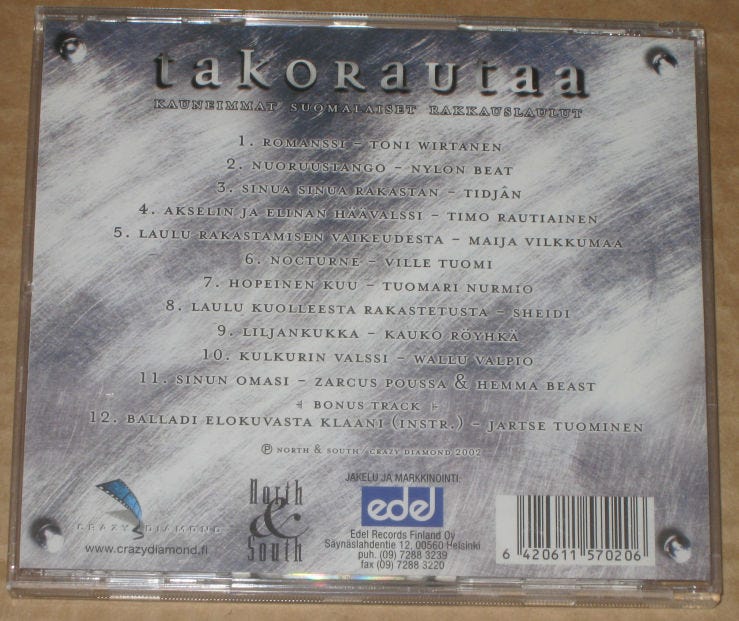 takorautaa
KAUNEIMMAT SUOMALAISET RAKKAUSLAULUT
1. ROMANSSI – TONI WIRTANEN
2. NUORUUSTANGO – NYLON BEAT
3. SINUA SINUA RAKASTAN – TIDJÂN
4. AKSELIN JA ELINAN HÄÄVALSSI – TIMO RAUTIAINEN
5. LAULU RAKASTAMISEN VAIKEUDESTA – MAIJA VILKKUMAA
6. NOCTURNE – VILLE TUOMI
7. HOPEINEN KUU – TUOMARI NURMIO
8. LAULU KUOLLEESTA RAKASTETUSTA – SHEIDI
9. LILJANKUKKA – KAUKO RÖYHKÄ
10. KULKURIN VALSSI – WALLU VALPIO
11. SINUN OMASI – ZARCUS POUSSA & HEMMA BEAST
BONUS TRACK
12. BALLADI ELOKUVASTA KLAANI (INSTR.) – JARTSE TUOMINEN
℗ NORTH & SOUTH/ CRAZY DIAMOND 2002
CRAZY DIAMOND
www.crazydiamond.fi
North
&
South
JAKELU JA MARKKINOINTI:
edel
Edel Records Finland Oy
Säynäslahdentie 12, 00560 Helsinki
puh. (09) 7288 3239
fax (09) 7288 3220
6 420611 570206